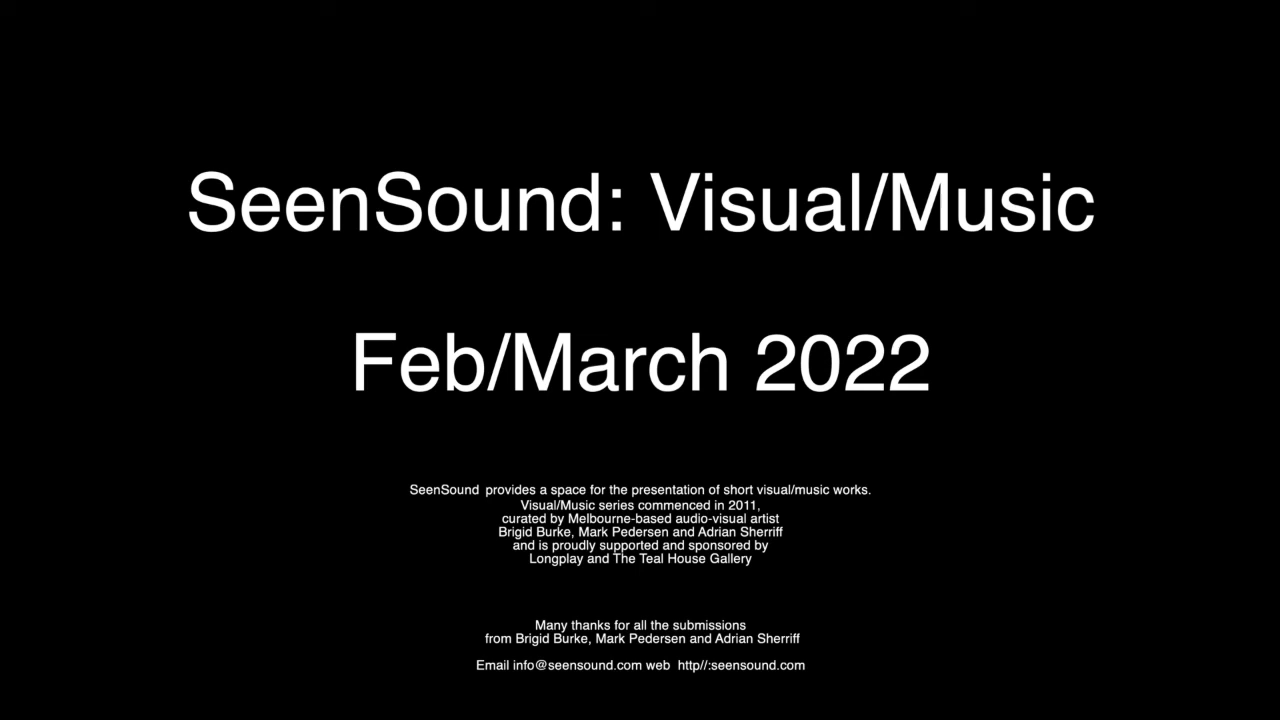 SeenSound: Visual/Music
Feb/March 2022
SeenSound provides a space for the presentation of short visual/music works.
Visual/Music series commenced in 2011,
curated by Melbourne-based audio-visual artist
Brigid Burke, Mark Pedersen and Adrian Sherriff
and is proudly supported and sponsored by
Longplay and The Teal House Gallery
Many thanks for all the submissions
from Brigid Burke, Mark Pedersen and Adrian Sherriff
Email info@seensound.com web http//:seensound.com